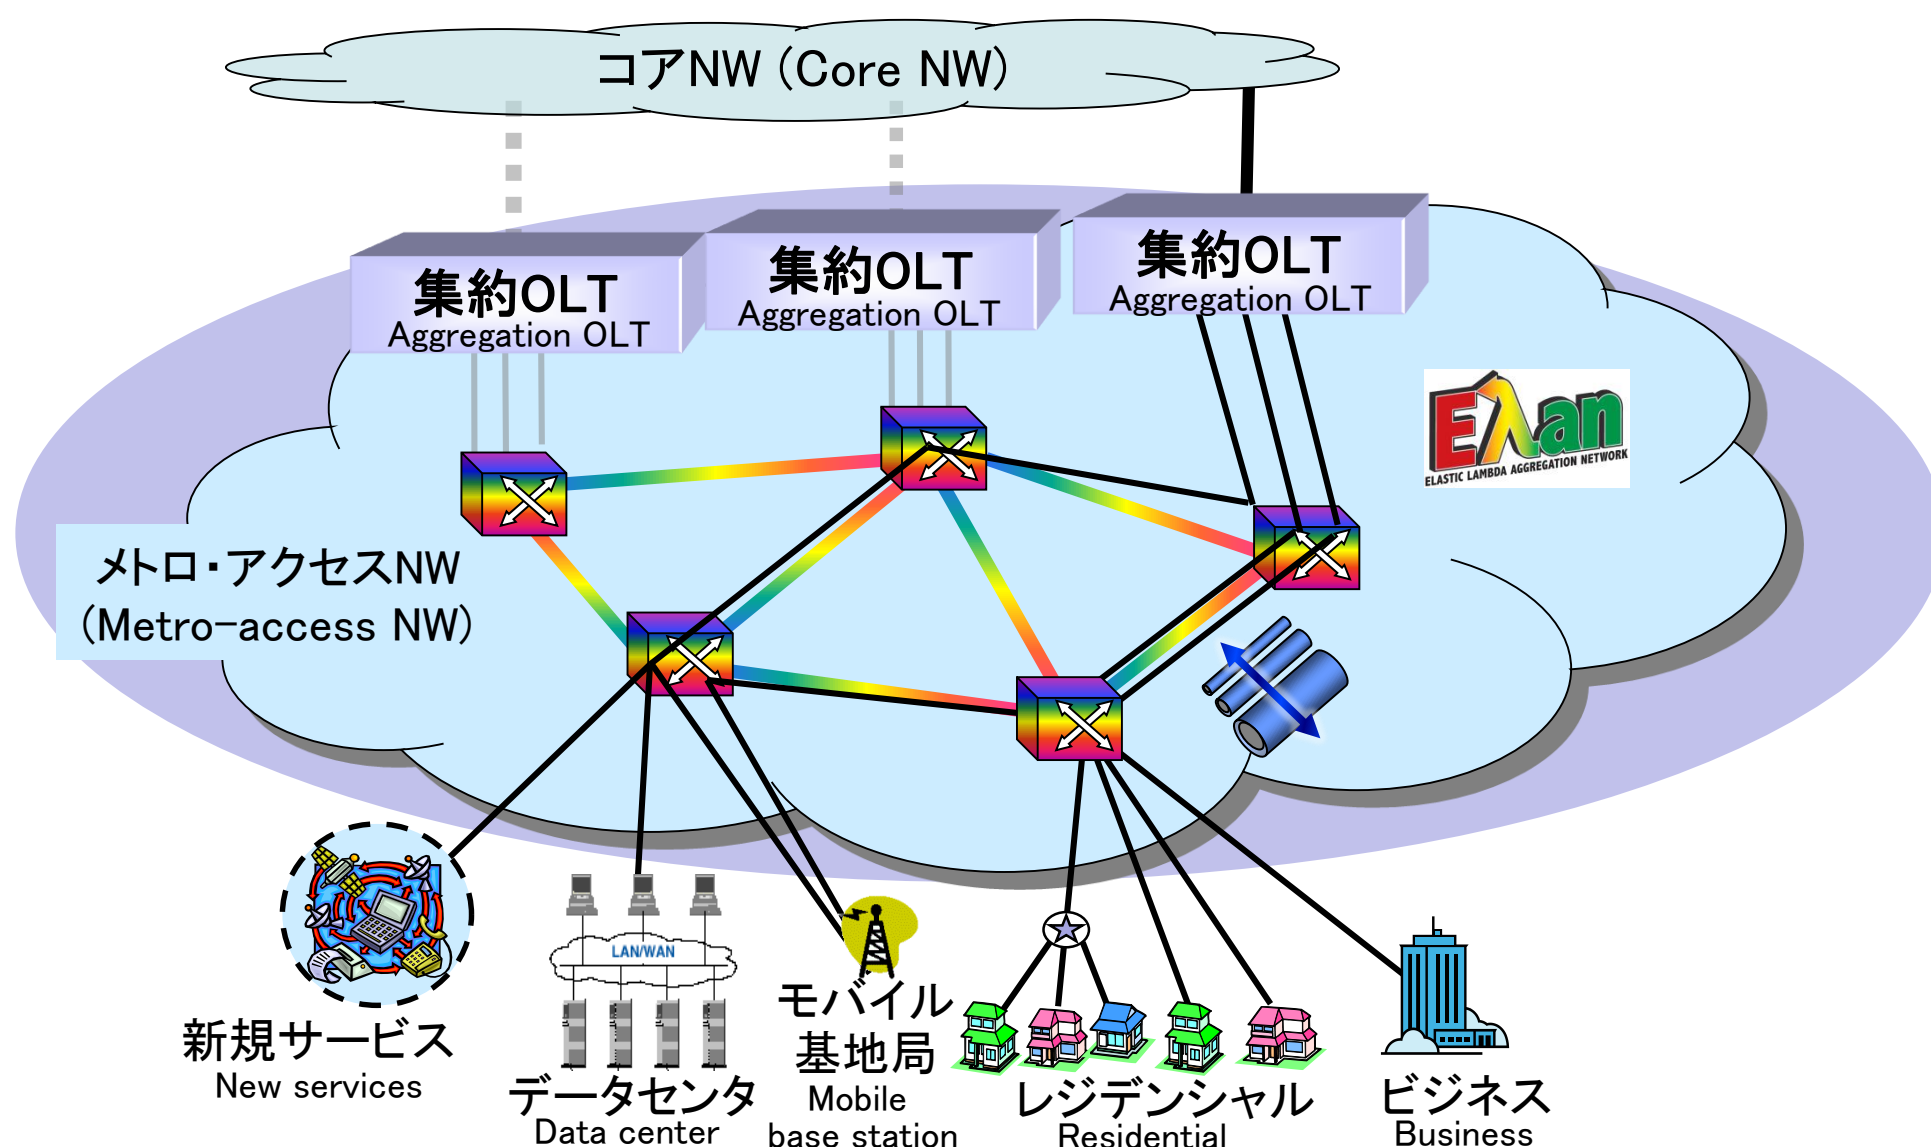 コアNW (Core NW)
集約OLT
Aggregation OLT
集約OLT
Aggregation OLT
集約OLT
Aggregation OLT
Eλan
ELASTIC LAMBDA AGGREGATION NETWORK
メトロ・アクセスNW
(Metro-access NW)
LAN/WAN
新規サービス
New services
データセンタ
Data center
モバイル
基地局
Mobile
base station
レジデンシャル
Residential
ビジネス
Business